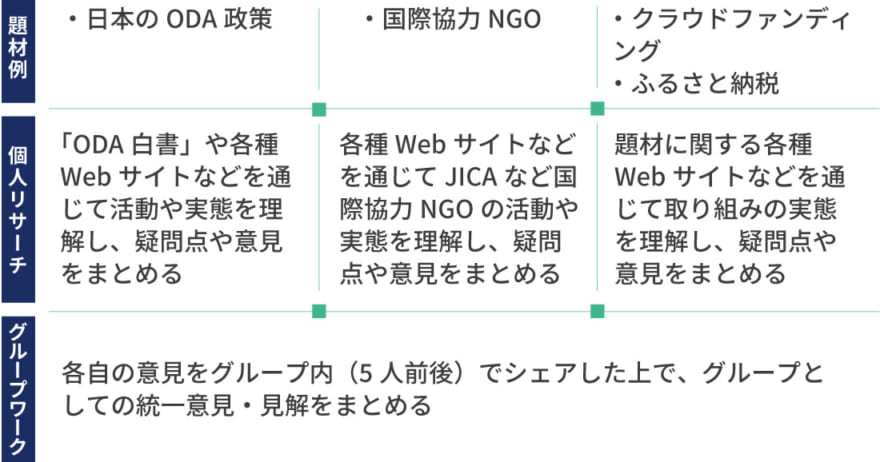 題材例
・日本の ODA 政策
・国際協力 NGO
・クラウドファンディ
ング
・ふるさと納税
個人リサーチ
「ODA 白書」や各種
Web サイトなどを通
じて活動や実態を理
解し、疑問点や意見
をまとめる
各種 Web サイトなど
を通じて JICA など国
際協力 NGO の活動や
実態を理解し、疑問
点や意見をまとめる
題材に関する各種
Web サイトなどを通
じて取り組みの実態
を理解し、疑問点や
意見をまとめる
グループワーク
各自の意見をグループ内（5 人前後）でシェアした上で、グループと
しての統一意見・見解をまとめる